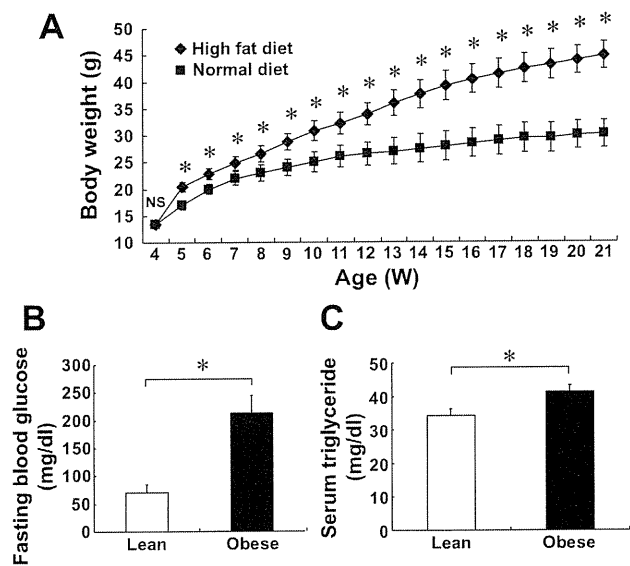 A
Body weight (g)
50
45
40
35
30
25
20
15
10
High fat diet
Normal diet
NS
* * * * * * * * * * * * * * * * *
4 5 6 7 8 9 10 11 12 13 14 15 16 17 18 19 20 21
Age (W)
B
Fasting blood glucose
(mg/dl)
300
250
200
150
100
50
0
*
Lean Obese
C
Serum triglyceride
(mg/dl)
50
40
30
20
10
0
*
Lean Obese